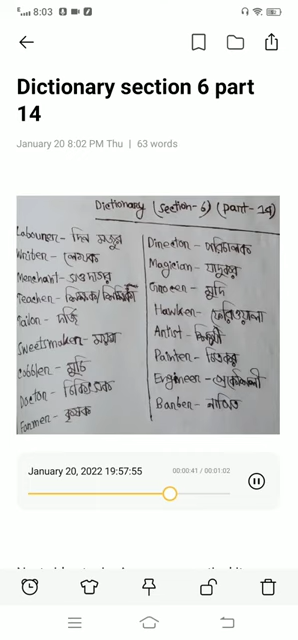 8:03
Dictionary section 6 part
14
January 20 8:02 PM Thu | 63 words
Dictionary (section-6) (part-14)
Labourer- দিন মজুর
Writer- লেখক
Merchant- সওদাগর
Teacher- শিক্ষক/শিক্ষিকা
Tailor- দর্জি
Sweetsmaker- ময়রা
Cobbler- মুচি
Doctor- চিকিৎসক
Farmer- কৃষক
Director- পরিচালক
Magician- যাদুকর
Grocer- মুদি
Hawker- ফেরিওয়ালা
Artist- শিল্পী
Painter- চিত্রকর
Engineer- প্রকৌশলী
Barber- নাপিত
January 20, 2022 19:57:55
00:00:41 / 00:01:02